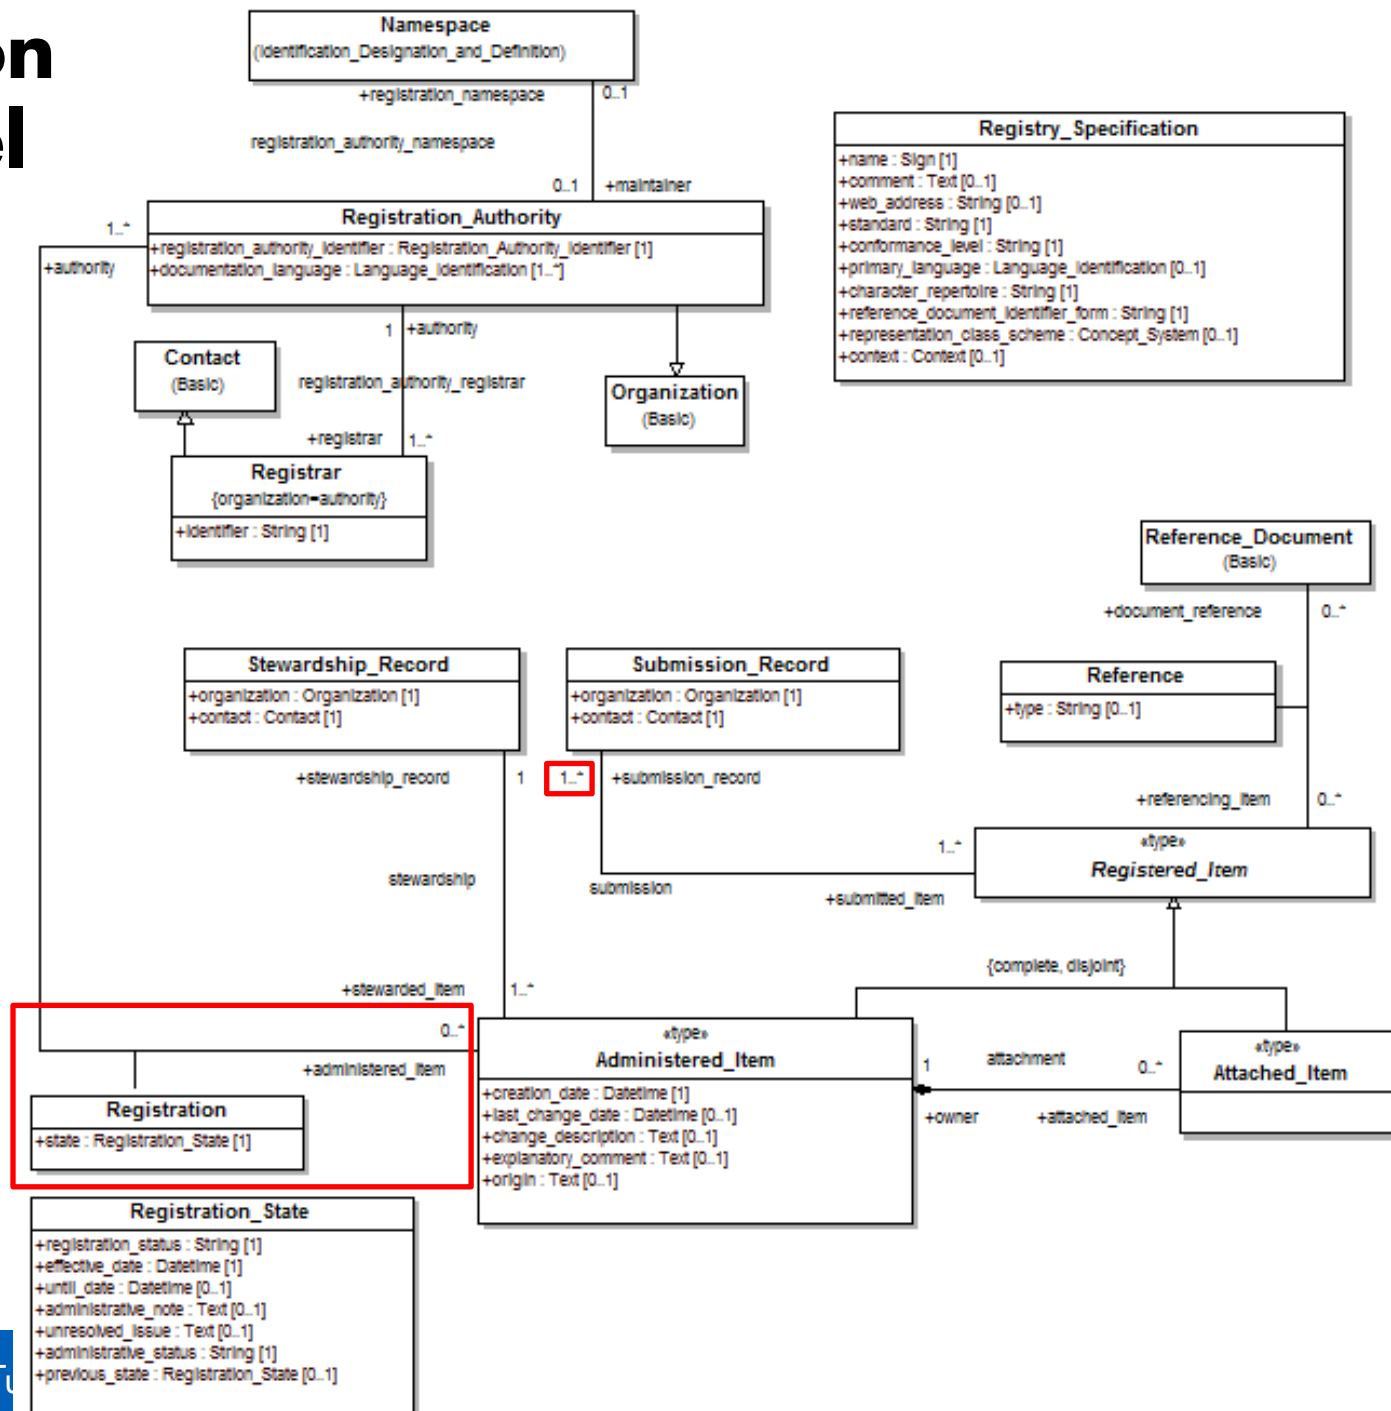 on
el
Namespace
(Identification_Designation_and_Definition)
+registration_namespace
0..1
registration_authority_namespace
0..1
+maintainer
Registration_Authority
+registration_authority_identifier : Registration_Authority_Identifier [1]
+documentation_language : Language_Identification [1..*]
1..*
+authority
Registry_Specification
+name : Sign [1]
+comment : Text [0..1]
+web_address : String [0..1]
+standard : String [1]
+conformance_level : String [1]
+primary_language : Language_Identification [0..1]
+character_repertoire : String [1]
+reference_document_identifier_form : String [1]
+representation_class_scheme : Concept_System [0..1]
+context : Context [0..1]
1
+authority
Contact
(Basic)
registration_authority_registrar
Organization
(Basic)
+registrar
1..*
Registrar
{organization=authority}
+identifier : String [1]
Reference_Document
(Basic)
+document_reference
0..*
Reference
+type : String [0..1]
Stewardship_Record
+organization : Organization [1]
+contact : Contact [1]
Submission_Record
+organization : Organization [1]
+contact : Contact [1]
+stewardship_record
1
1..*
+submission_record
+referencing_item
0..*
«type»
Registered_Item
1..*
stewardship
submission
+submitted_item
{complete, disjoint}
+stewarded_item
1..*
0..*
+administered_item
«type»
Administered_Item
+creation_date : Datetime [1]
+last_change_date : Datetime [0..1]
+change_description : Text [0..1]
+explanatory_comment : Text [0..1]
+origin : Text [0..1]
1
attachment
0..*
+owner
+attached_item
«type»
Attached_Item
Registration
+state : Registration_State [1]
Registration_State
+registration_status : String [1]
+effective_date : Datetime [1]
+until_date : Datetime [0..1]
+administrative_note : Text [0..1]
+unresolved_issue : Text [0..1]
+administrative_status : String [1]
+previous_state : Registration_State [0..1]